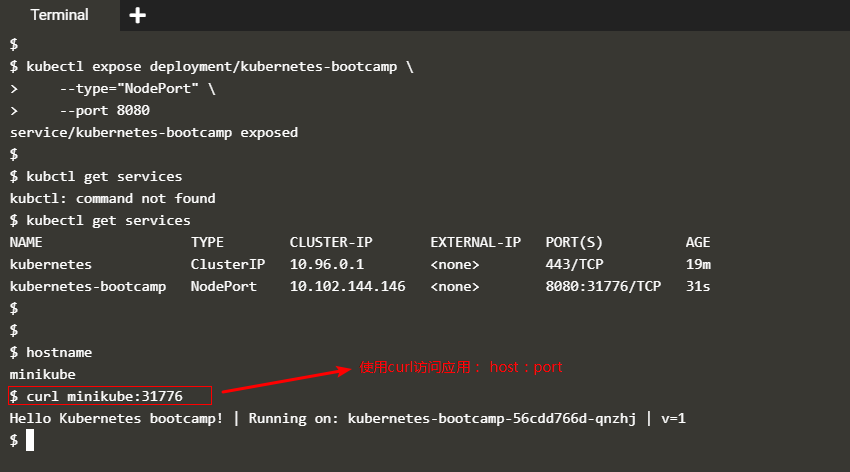 Terminal
$
$ kubectl expose deployment/kubernetes-bootcamp \
>     --type="NodePort" \
>     --port 8080
service/kubernetes-bootcamp exposed
$
$ kubctl get services
kubctl: command not found
$ kubectl get services
NAME                  TYPE        CLUSTER-IP       EXTERNAL-IP   PORT(S)          AGE
kubernetes            ClusterIP   10.96.0.1        <none>        443/TCP          19m
kubernetes-bootcamp   NodePort    10.102.144.146   <none>        8080:31776/TCP   31s
$
$
$ hostname
minikube
使用curl访问应用： host：port
$ curl minikube:31776
Hello Kubernetes bootcamp! | Running on: kubernetes-bootcamp-56cdd766d-qnzhj | v=1
$